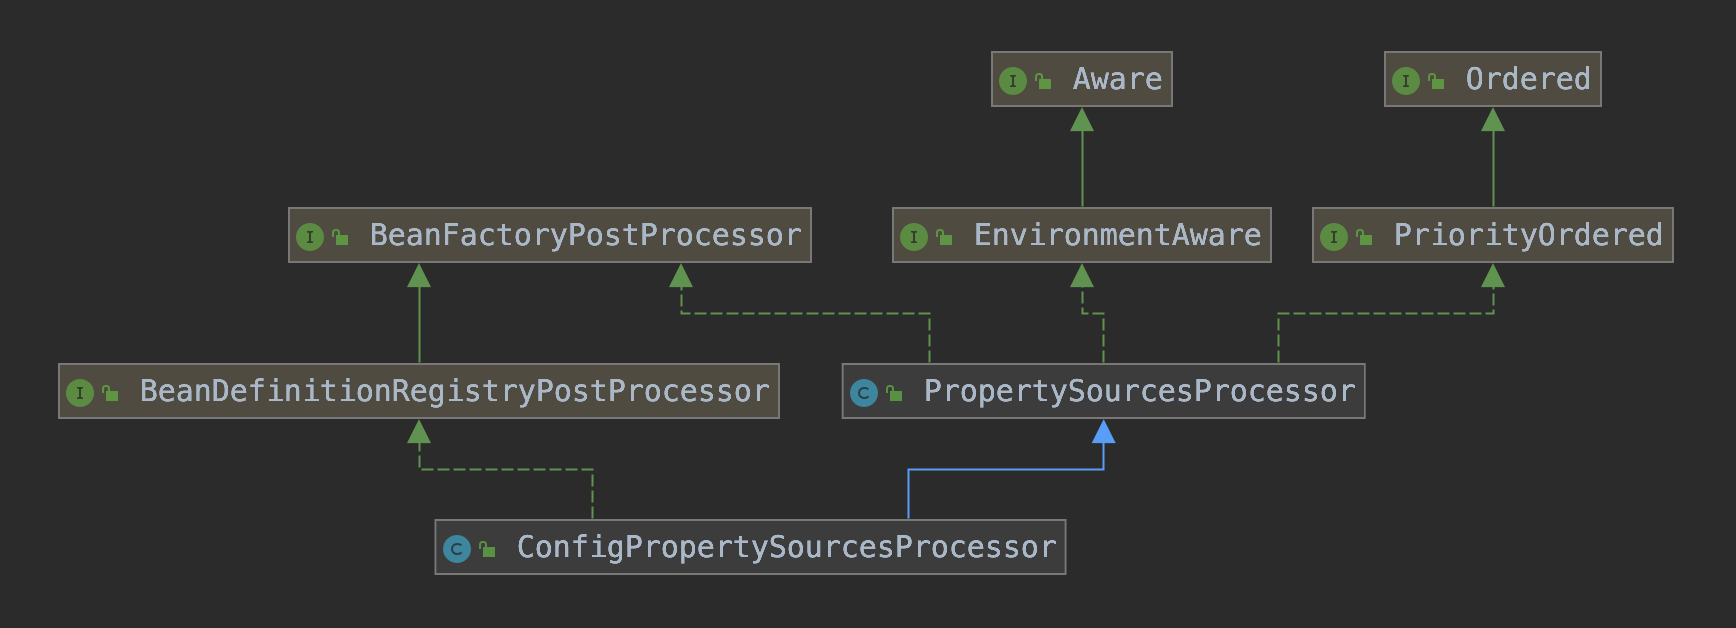 I Aware
I Ordered
I BeanFactoryPostProcessor
I EnvironmentAware
I PriorityOrdered
I BeanDefinitionRegistryPostProcessor
C PropertySourcesProcessor
C ConfigPropertySourcesProcessor